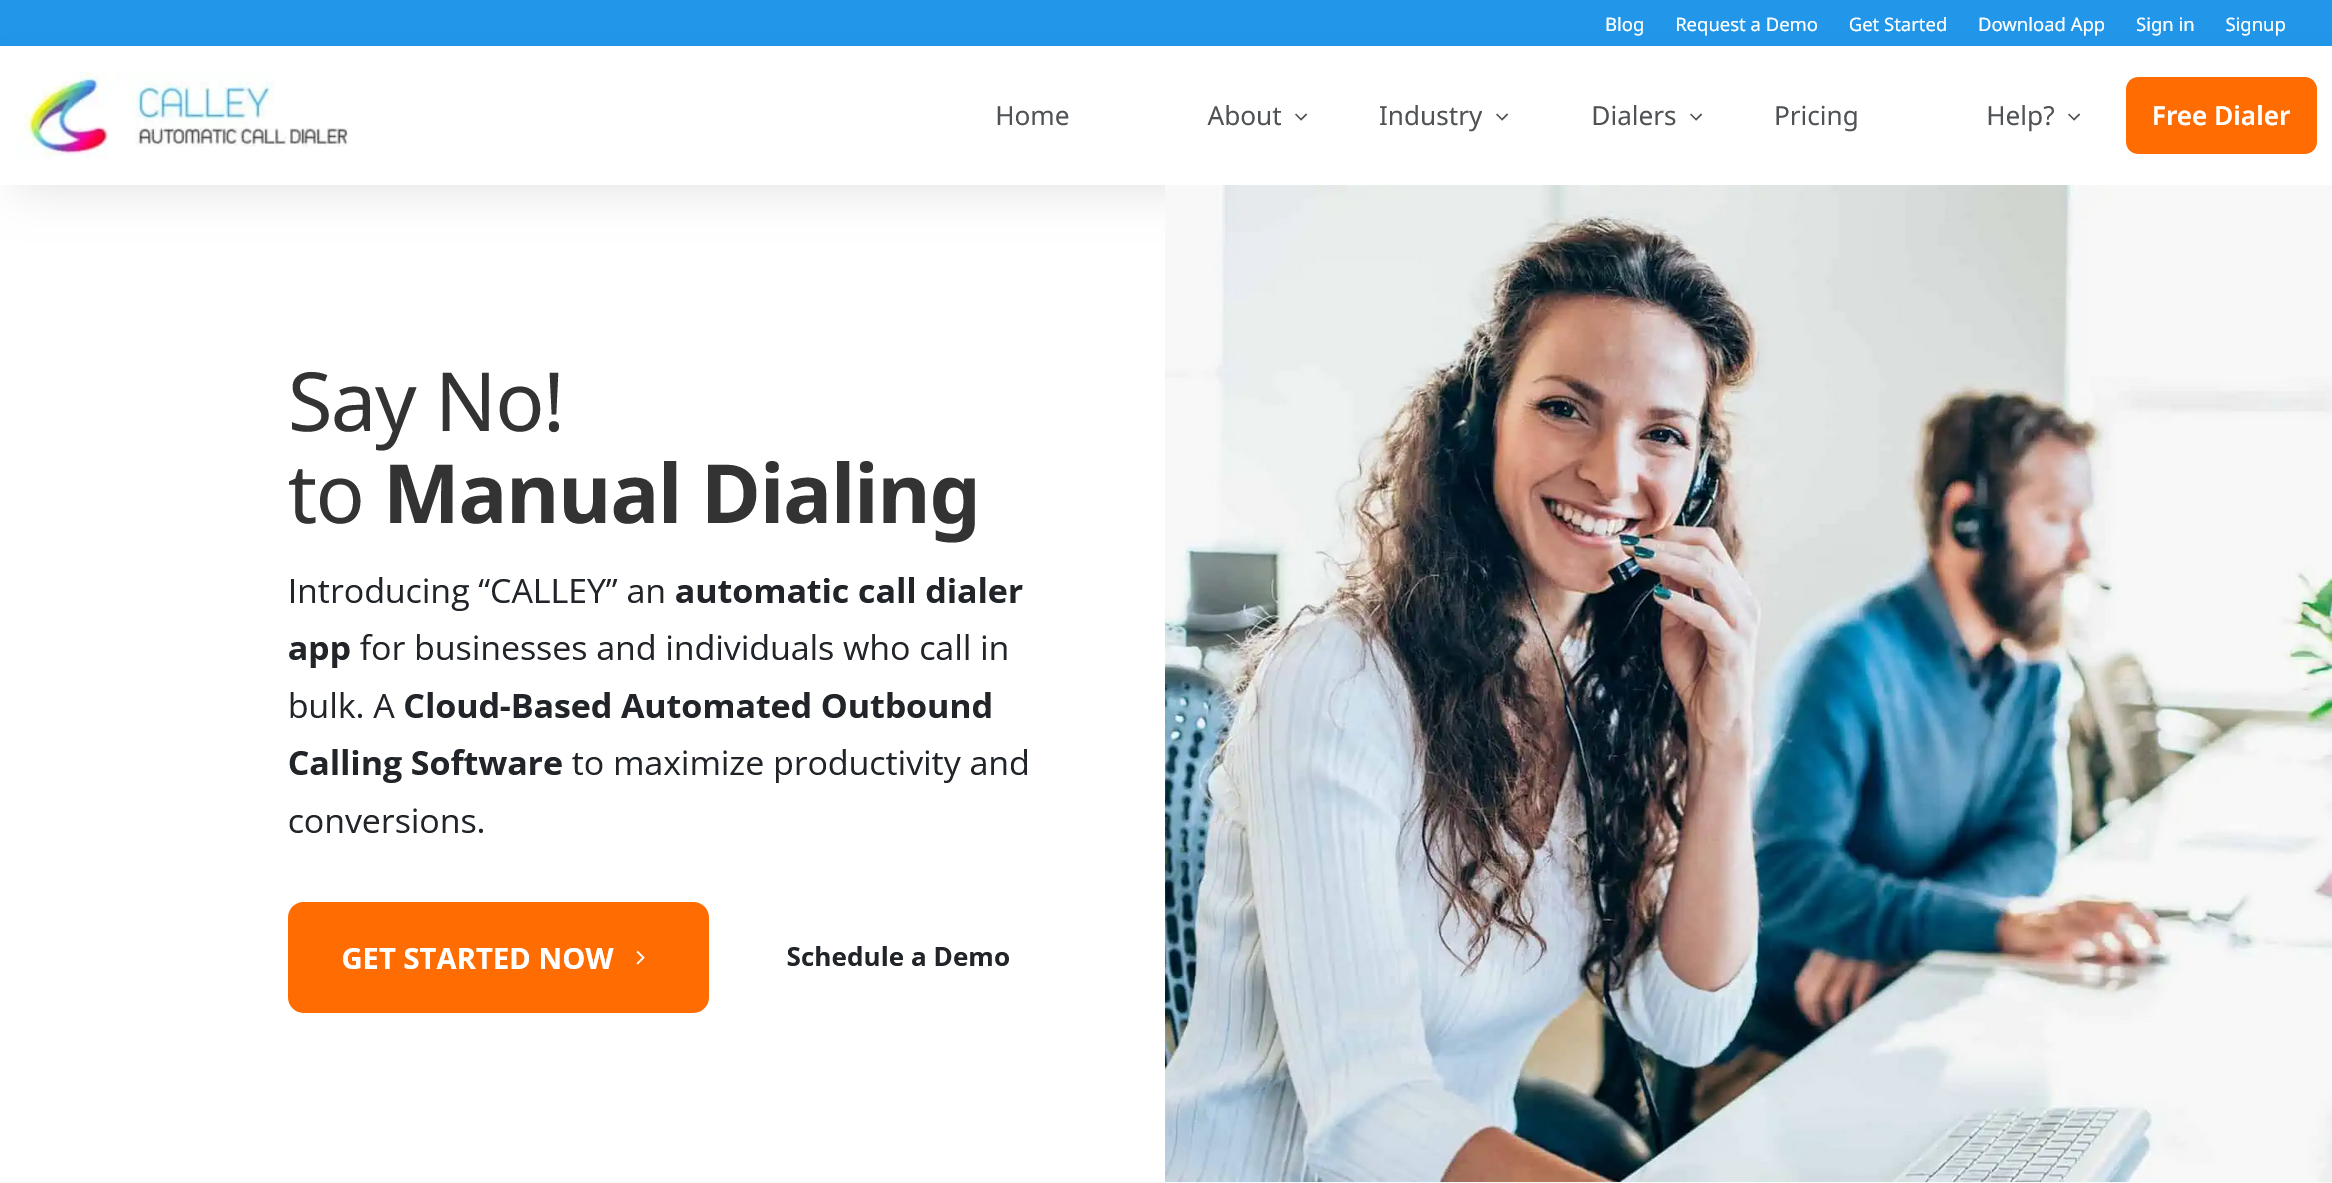 Blog Request a Demo Get Started Download App Sign in Signup
CALLEY
AUTOMATIC CALL DIALER
Home About Industry Dialers Pricing Help? Free Dialer
Say No!
to Manual Dialing
Introducing “CALLEY” an automatic call dialer
app for businesses and individuals who call in
bulk. A Cloud-Based Automated Outbound
Calling Software to maximize productivity and
conversions.
GET STARTED NOW
Schedule a Demo